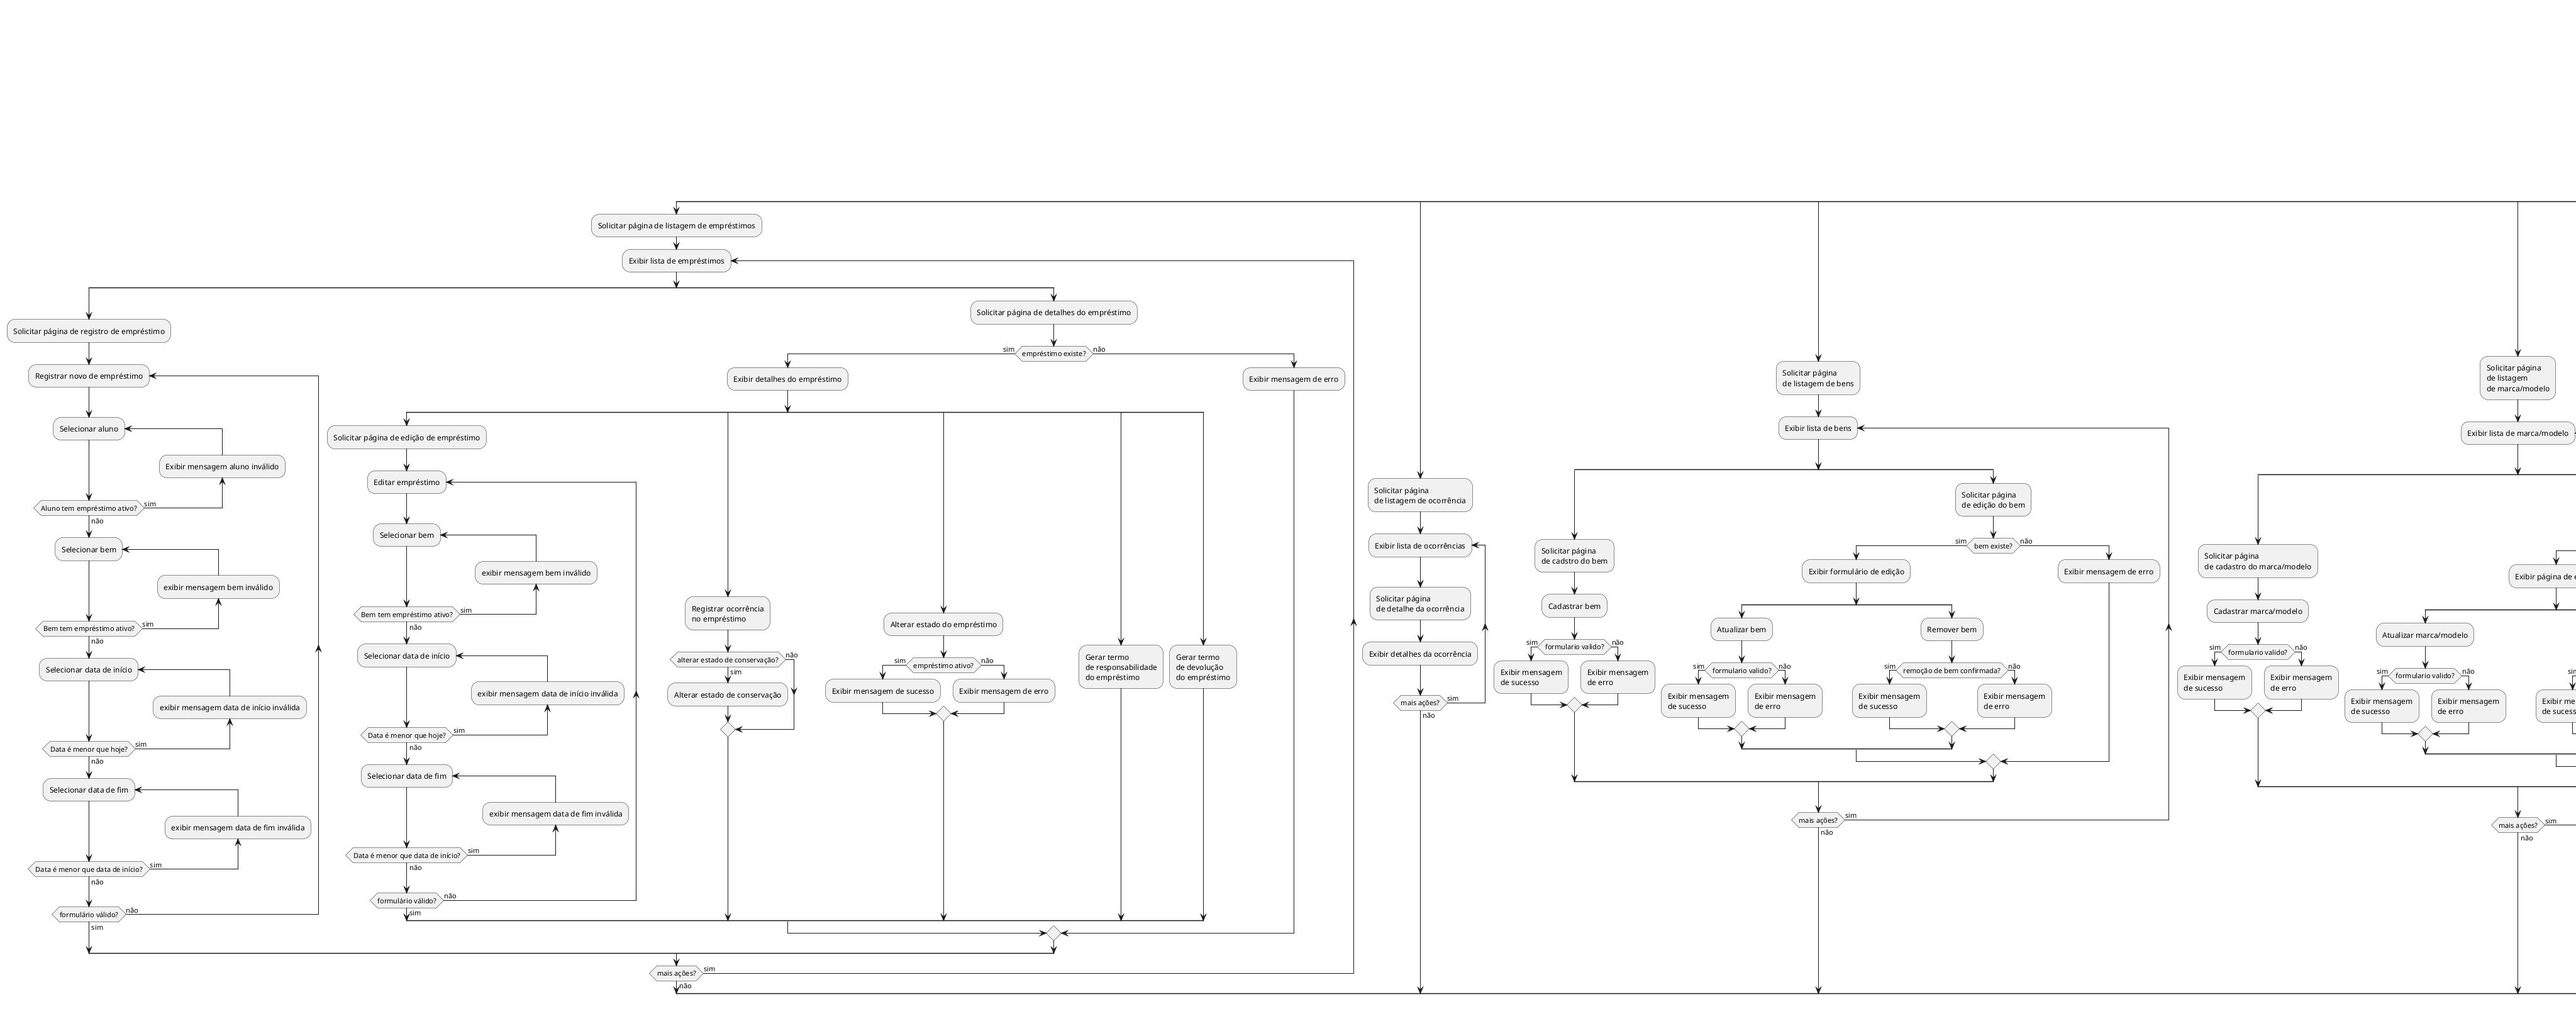 Solicitar página de listagem de empréstimos
Exibir lista de empréstimos
Solicitar página de registro de empréstimo
Registrar novo de empréstimo
Selecionar aluno
Exibir mensagem aluno inválido
Aluno tem empréstimo ativo?
sim
não
Selecionar bem
exibir mensagem bem inválido
Bem tem empréstimo ativo?
sim
não
Selecionar data de início
exibir mensagem data de início inválida
Data é menor que hoje?
sim
não
Selecionar data de fim
exibir mensagem data de fim inválida
Data é menor que data de início?
sim
não
formulário válido?
não
sim
Solicitar página de detalhes do empréstimo
sim
empréstimo existe?
não
Exibir detalhes do empréstimo
Exibir mensagem de erro
Solicitar página de edição de empréstimo
Editar empréstimo
Selecionar bem
exibir mensagem bem inválido
Bem tem empréstimo ativo?
sim
não
Selecionar data de início
exibir mensagem data de início inválida
Data é menor que hoje?
sim
não
Selecionar data de fim
exibir mensagem data de fim inválida
Data é menor que data de início?
sim
não
formulário válido?
não
sim
Registrar ocorrência
no empréstimo
alterar estado de conservação?
não
sim
Alterar estado de conservação
Alterar estado do empréstimo
sim
empréstimo ativo?
não
Exibir mensagem de sucesso
Exibir mensagem de erro
Gerar termo
de responsabilidade
do empréstimo
Gerar termo
de devolução
do empréstimo
mais ações?
sim
não
Solicitar página
de listagem de ocorrência
Exibir lista de ocorrências
Solicitar página
de detalhe da ocorrência
Exibir detalhes da ocorrência
mais ações?
sim
não
Solicitar página
de listagem de bens
Exibir lista de bens
Solicitar página
de cadstro do bem
Cadastrar bem
sim
formulario valido?
não
Exibir mensagem
de sucesso
Exibir mensagem
de erro
Solicitar página
de edição do bem
sim
bem existe?
não
Exibir formulário de edição
Exibir mensagem de erro
Atualizar bem
sim
formulario valido?
não
Exibir mensagem
de sucesso
Exibir mensagem
de erro
Remover bem
sim
remoção de bem confirmada?
não
Exibir mensagem
de sucesso
Exibir mensagem
de erro
mais ações?
sim
não
Solicitar página
de listagem
de marca/modelo
Exibir lista de marca/modelo
Solicitar página
de cadastro do marca/modelo
Cadastrar marca/modelo
sim
formulario valido?
não
Exibir mensagem
de sucesso
Exibir mensagem
de erro
Exibir página de
Atualizar marca/modelo
sim
formulario valido?
não
Exibir mensagem
de sucesso
Exibir mensagem
de erro
Exibir
de
mais ações?
sim
não